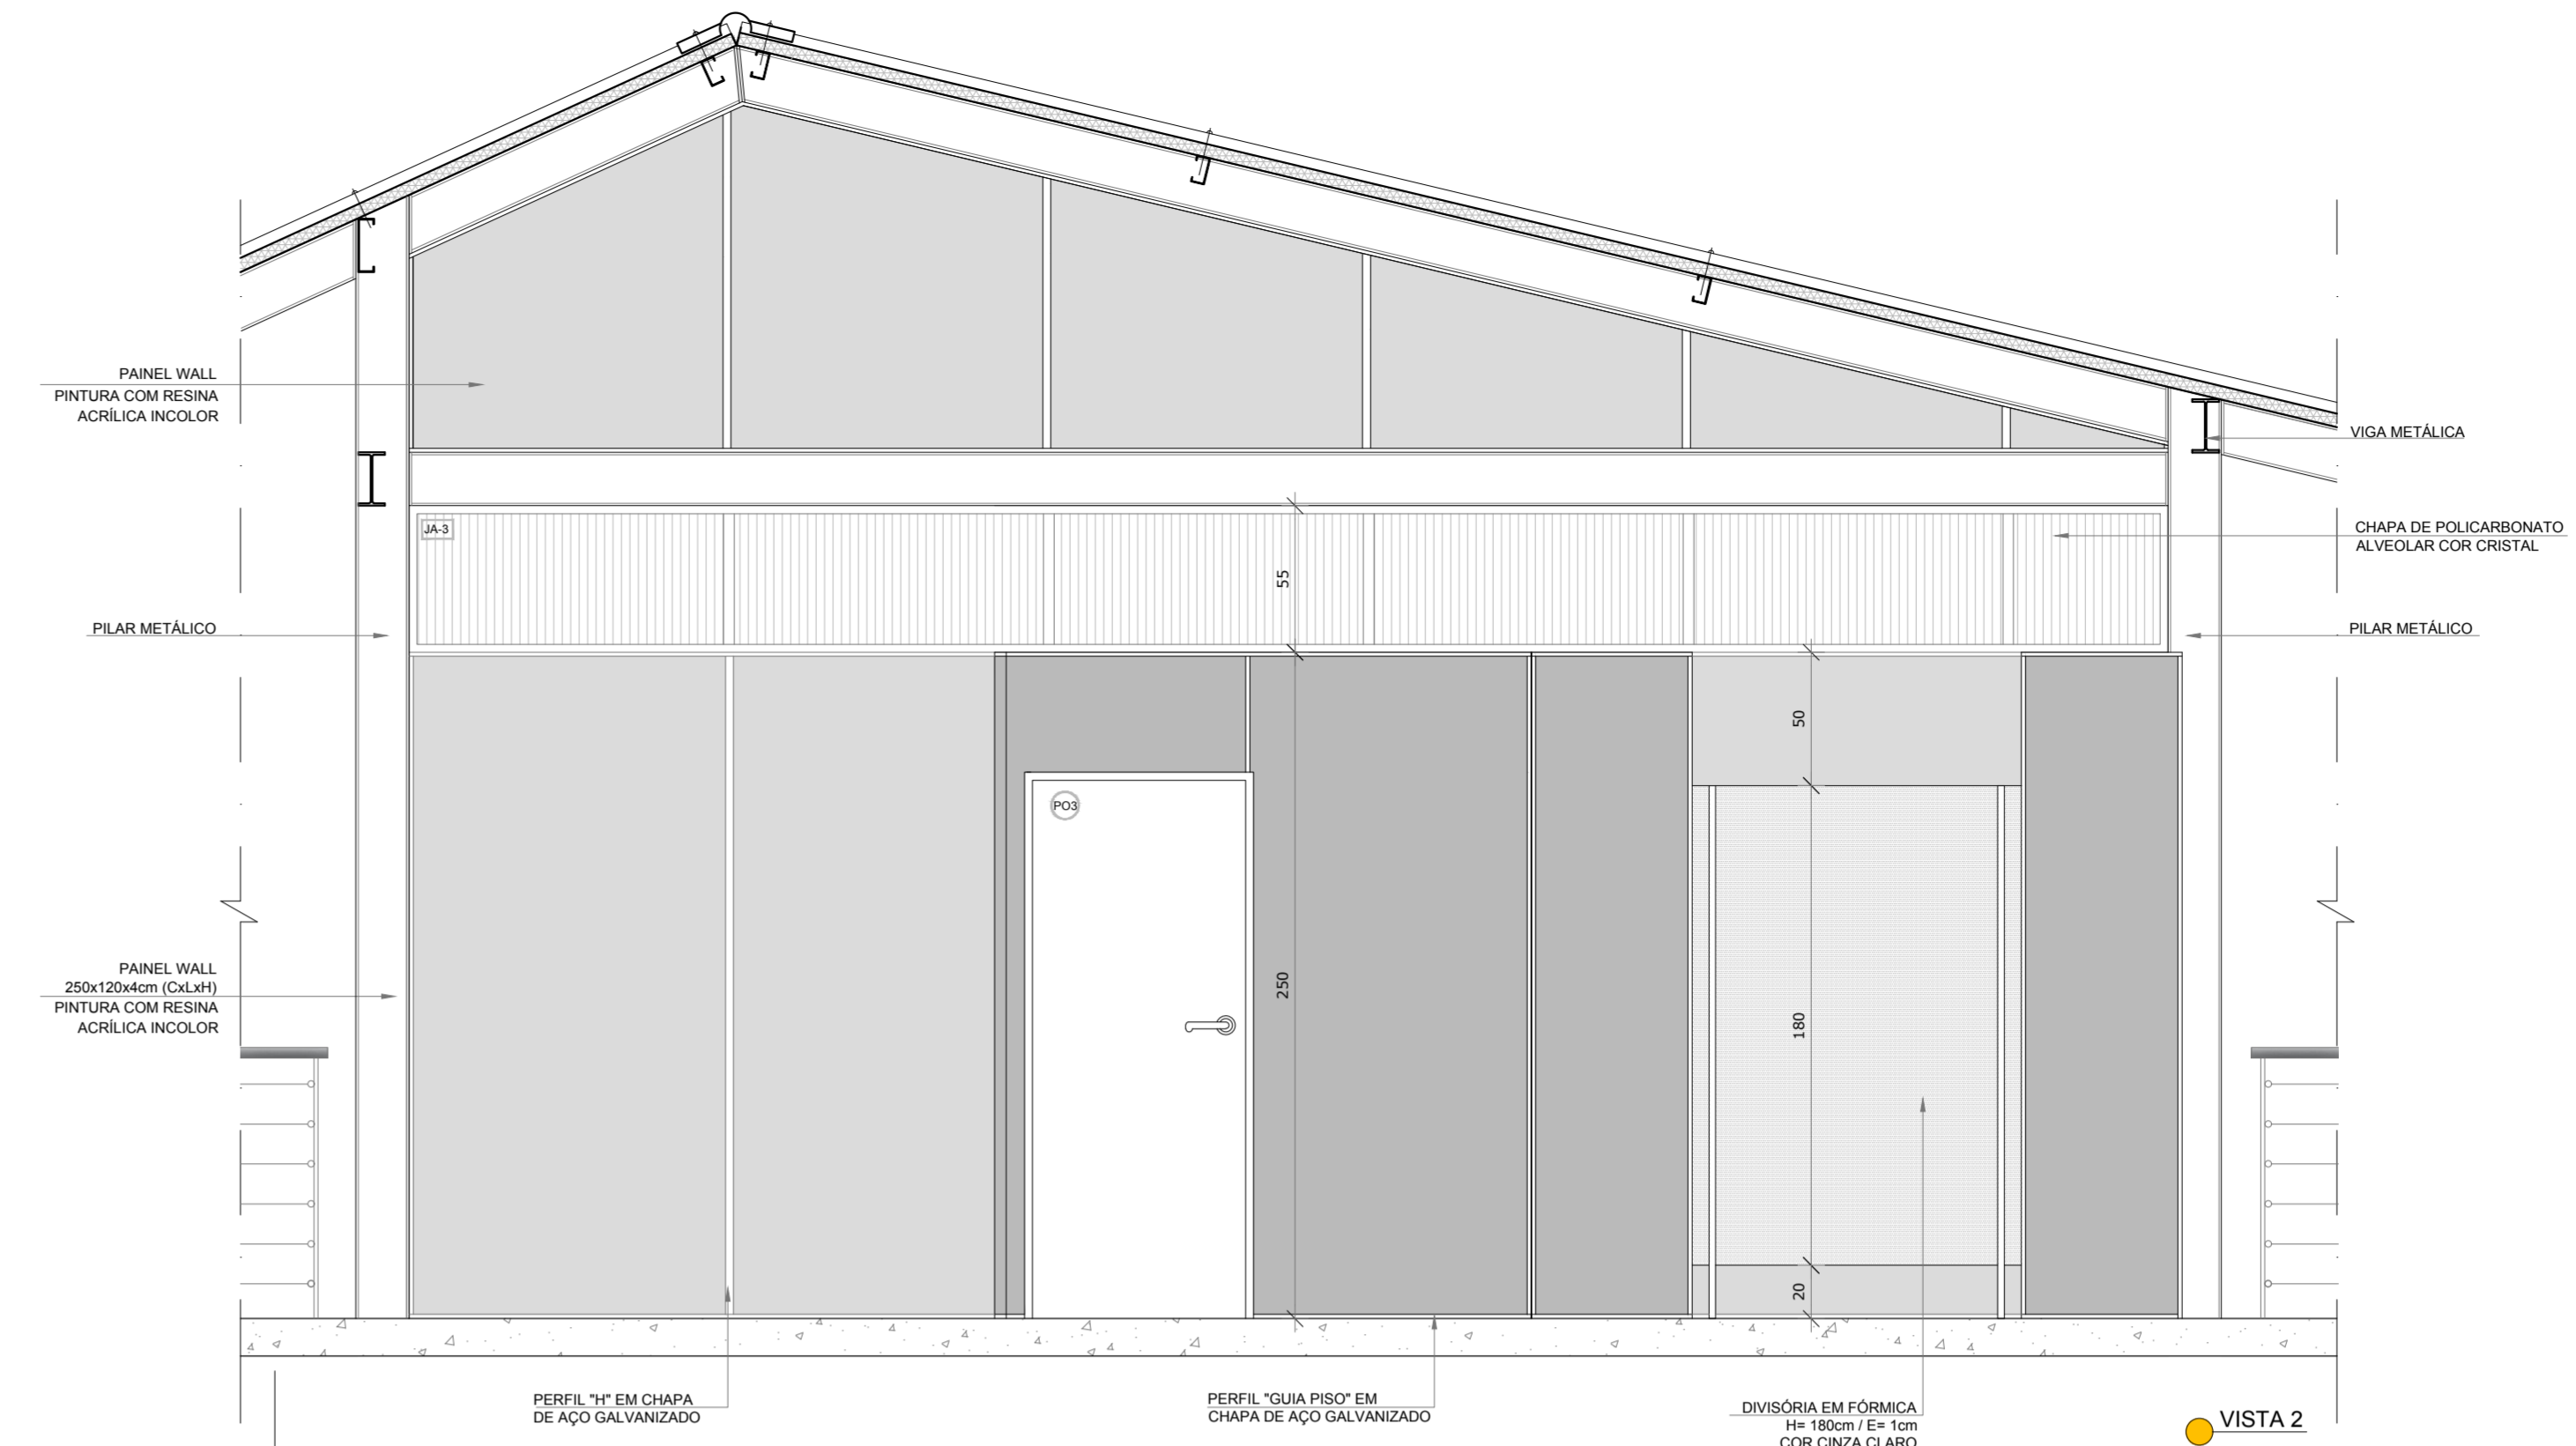 PAINEL WALL
PINTURA COM RESINA
ACRÍLICA INCOLOR
VIGA METÁLICA
JA-3
CHAPA DE POLICARBONATO
ALVEOLAR COR CRISTAL
55
PILAR METÁLICO
PILAR METÁLICO
50
PO3
PAINEL WALL
250x120x4cm (CxLxH)
PINTURA COM RESINA
ACRÍLICA INCOLOR
250
180
20
PERFIL "H" EM CHAPA
DE AÇO GALVANIZADO
PERFIL "GUIA PISO" EM
CHAPA DE AÇO GALVANIZADO
DIVISÓRIA EM FÓRMICA
H= 180cm / E= 1cm
COR CINZA CLARO
VISTA 2